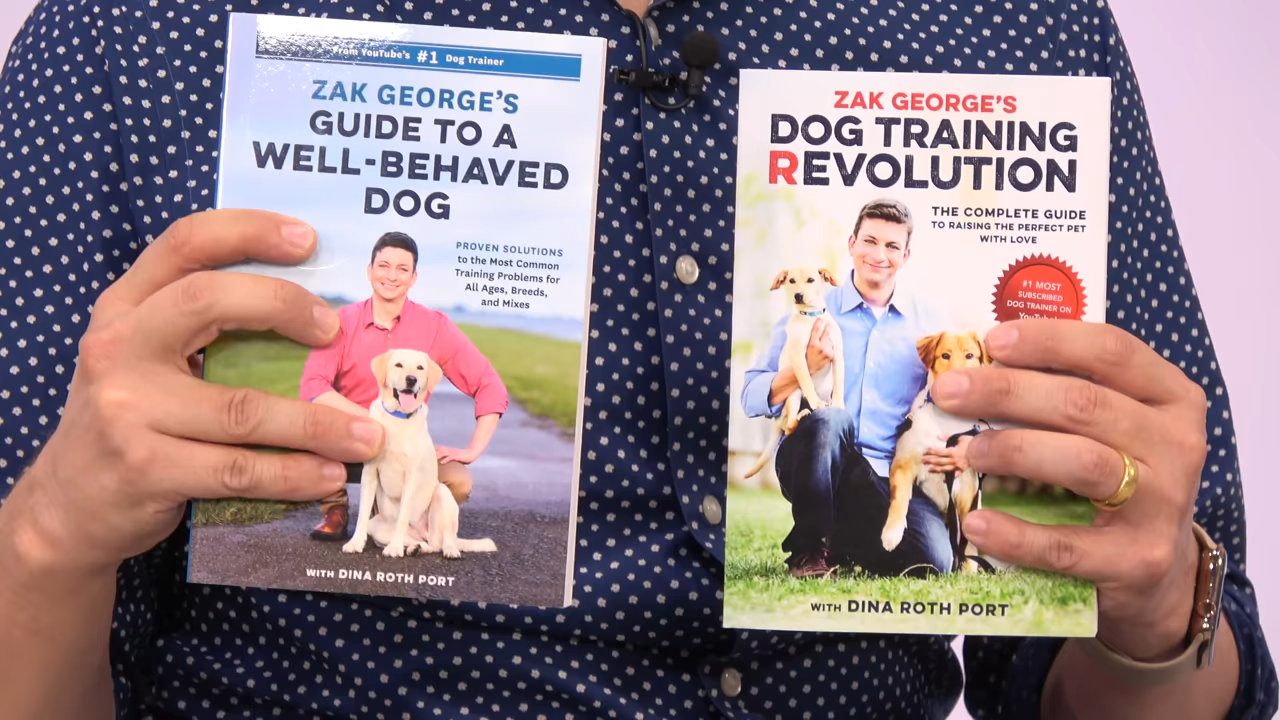 From YouTube's #1 Dog Trainer
ZAK GEORGE'S
GUIDE TO A
WELL-BEHAVED
DOG
PROVEN SOLUTIONS
to the Most Common
Training Problems for
All Ages, Breeds,
and Mixes
WITH DINA ROTH PORT
ZAK GEORGE'S
DOG TRAINING
REVOLUTION
THE COMPLETE GUIDE
TO RAISING THE PERFECT PET
WITH LOVE
#1 MOST
SUBSCRIBED
DOG TRAINER ON
YouTube
WITH DINA ROTH PORT